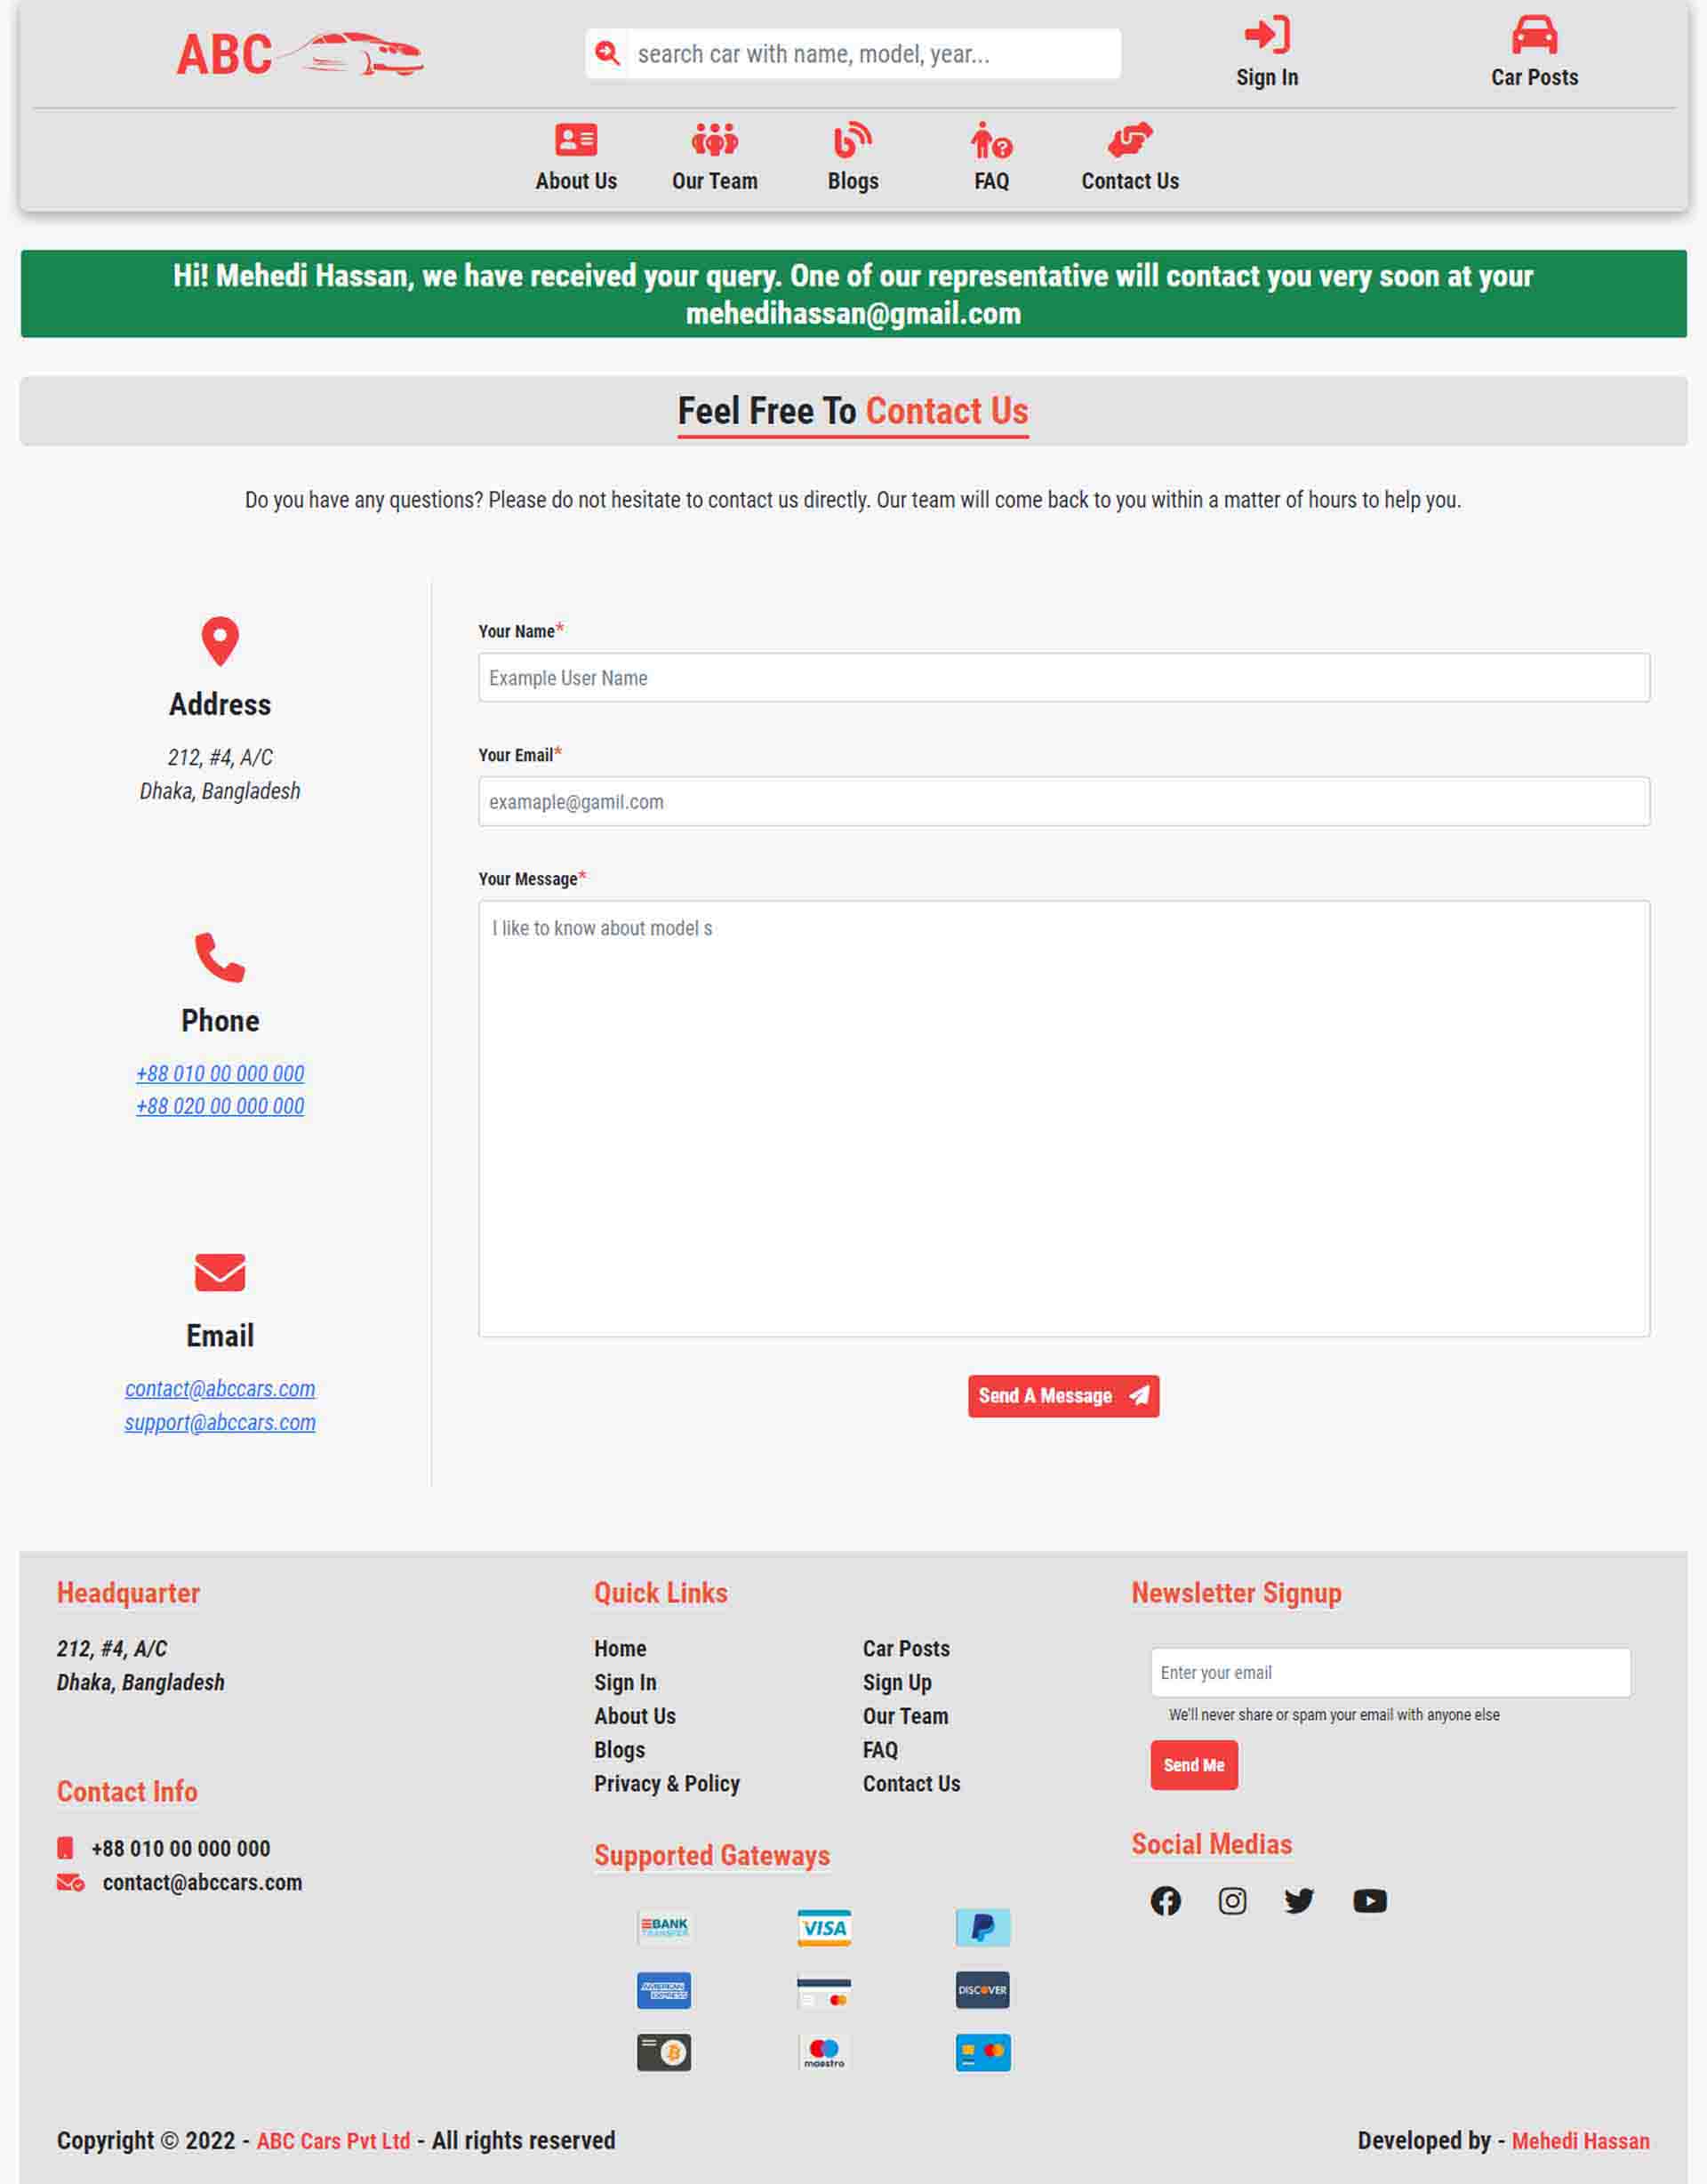 ABC
search car with name, model, year...
Sign In
Car Posts
About Us
Our Team
Blogs
FAQ
Contact Us
Hi! Mehedi Hassan, we have received your query. One of our representative will contact you very soon at your
mehedihassan@gmail.com
Feel Free To Contact Us
Do you have any questions? Please do not hesitate to contact us directly. Our team will come back to you within a matter of hours to help you.
Address
212, #4, A/C
Dhaka, Bangladesh
Phone
+88 010 00 000 000
+88 020 00 000 000
Email
contact@abccars.com
support@abccars.com
Your Name*
Example User Name
Your Email*
examaple@gamil.com
Your Message*
I like to know about model s
Send A Message
Headquarter
212, #4, A/C
Dhaka, Bangladesh
Contact Info
+88 010 00 000 000
contact@abccars.com
Quick Links
Home
Car Posts
Sign In
Sign Up
About Us
Our Team
Blogs
FAQ
Privacy & Policy
Contact Us
Supported Gateways
BANK
TRANSFER
VISA
AMERICAN
EXPRESS
DISCOVER
maestro
Newsletter Signup
Enter your email
We'll never share or spam your email with anyone else
Send Me
Social Medias
Copyright © 2022 - ABC Cars Pvt Ltd - All rights reserved
Developed by - Mehedi Hassan